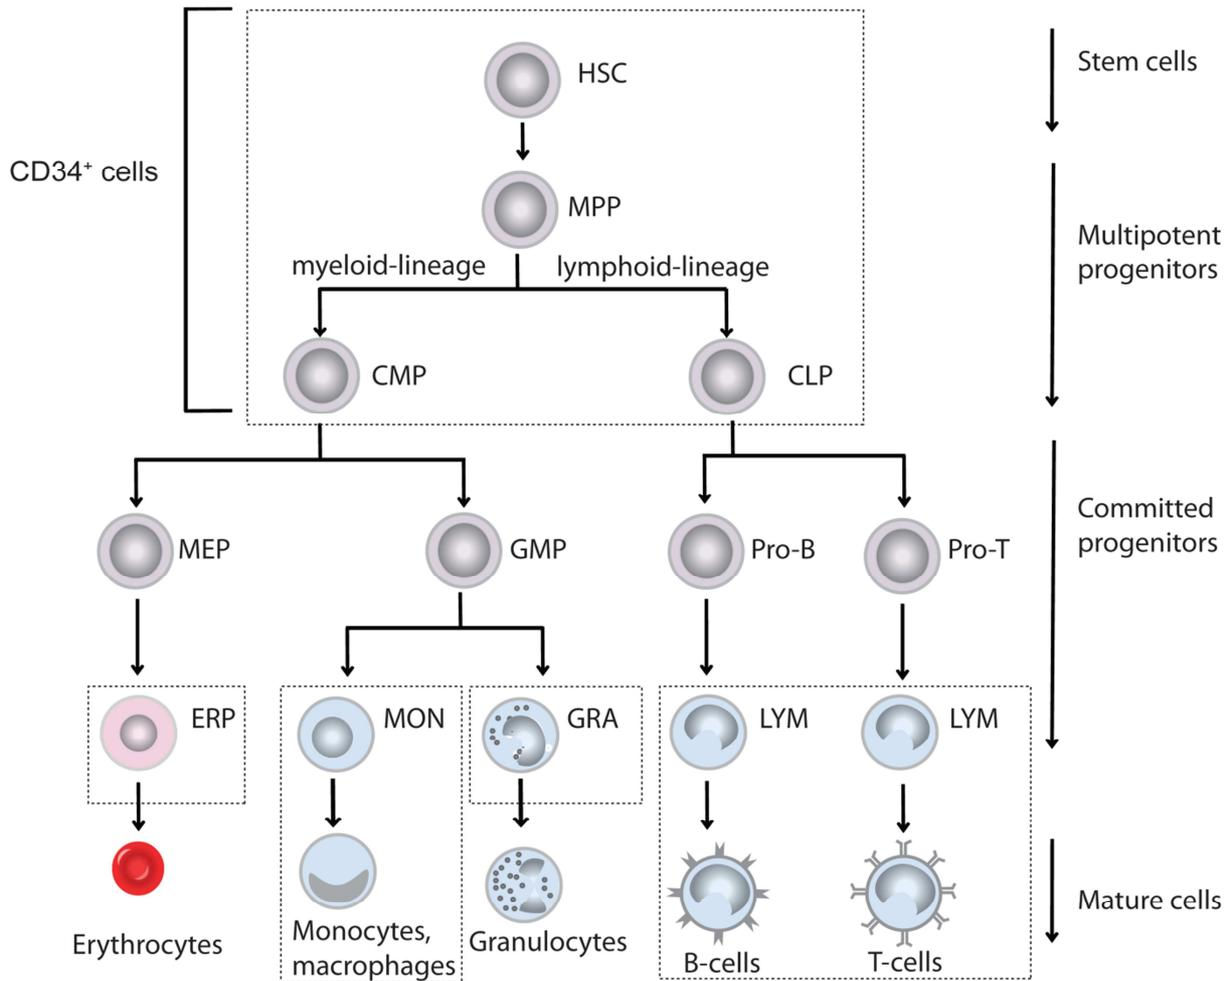 HSC
Stem cells
CD34⁺ cells
MPP
Multipotent
progenitors
myeloid-lineage
lymphoid-lineage
CMP
CLP
Committed
progenitors
MEP
GMP
Pro-B
Pro-T
ERP
MON
GRA
LYM
LYM
Mature cells
Erythrocytes
Monocytes,
macrophages
Granulocytes
B-cells
T-cells